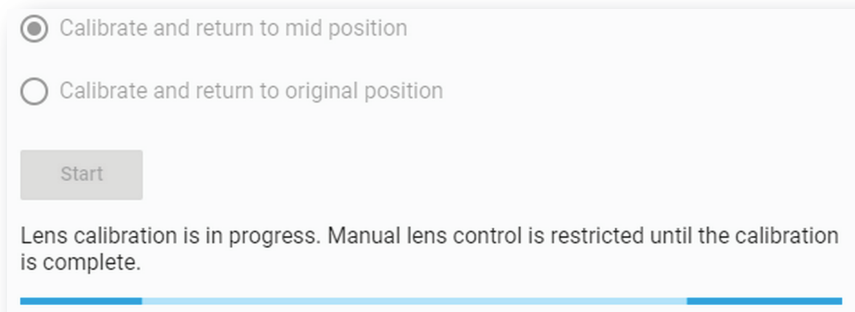 Calibrate and return to mid position
Calibrate and return to original position
Start
Lens calibration is in progress. Manual lens control is restricted until the calibration
is complete.